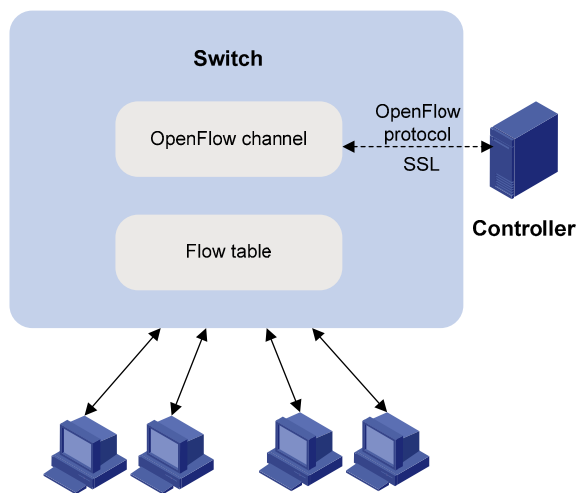 Switch
OpenFlow channel
OpenFlow
protocol
SSL
Controller
Flow table